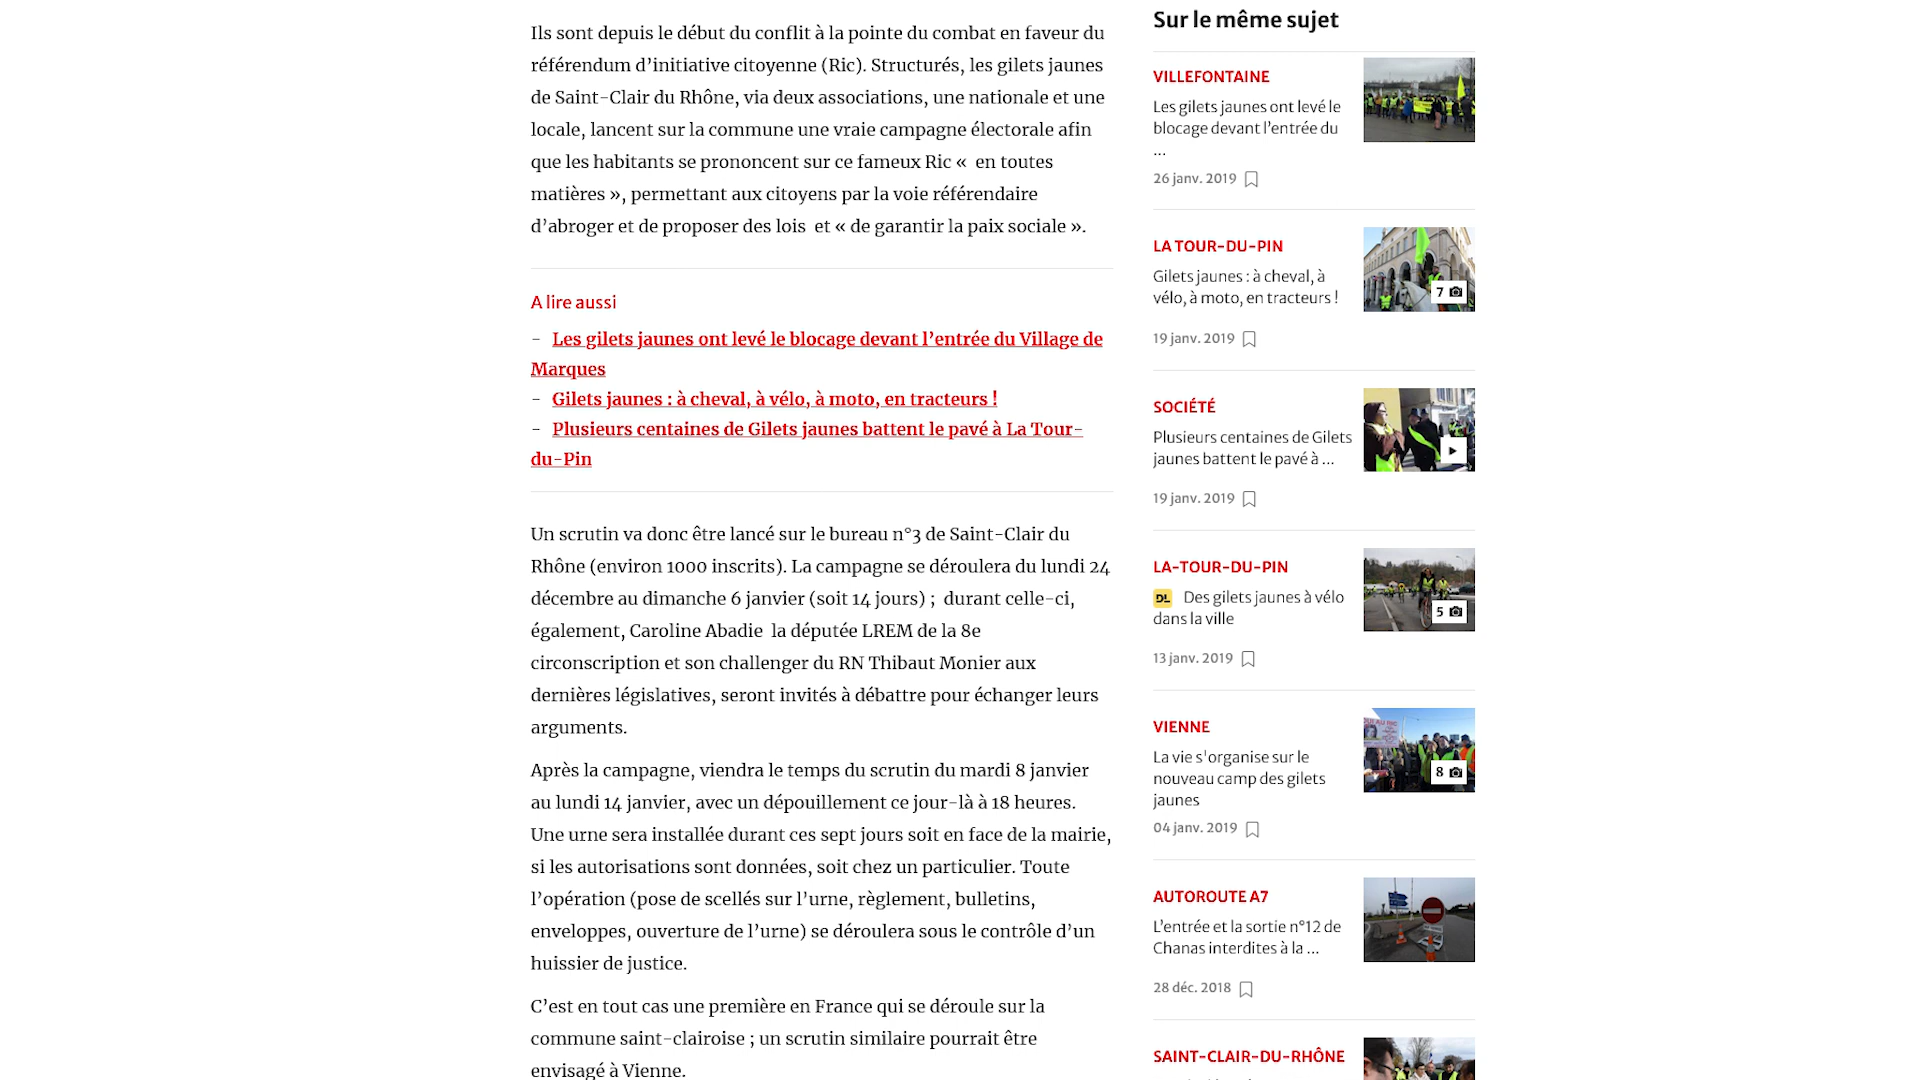 Ils sont depuis le début du conflit à la pointe du combat en faveur du
référendum d’initiative citoyenne (Ric). Structurés, les gilets jaunes
de Saint-Clair du Rhône, via deux associations, une nationale et une
locale, lancent sur la commune une vraie campagne électorale afin
que les habitants se prononcent sur ce fameux Ric «  en toutes
matières », permettant aux citoyens par la voie référendaire
d’abroger et de proposer des lois  et « de garantir la paix sociale ».
A lire aussi
- Les gilets jaunes ont levé le blocage devant l’entrée du Village de
Marques
- Gilets jaunes : à cheval, à vélo, à moto, en tracteurs !
- Plusieurs centaines de Gilets jaunes battent le pavé à La Tour-
du-Pin
Un scrutin va donc être lancé sur le bureau n°3 de Saint-Clair du
Rhône (environ 1000 inscrits). La campagne se déroulera du lundi 24
décembre au dimanche 6 janvier (soit 14 jours) ;  durant celle-ci,
également, Caroline Abadie  la députée LREM de la 8e
circonscription et son challenger du RN Thibaut Monier aux
dernières législatives, seront invités à débattre pour échanger leurs
arguments.
Après la campagne, viendra le temps du scrutin du mardi 8 janvier
au lundi 14 janvier, avec un dépouillement ce jour-là à 18 heures.
Une urne sera installée durant ces sept jours soit en face de la mairie,
si les autorisations sont données, soit chez un particulier. Toute
l’opération (pose de scellés sur l’urne, règlement, bulletins,
enveloppes, ouverture de l’urne) se déroulera sous le contrôle d’un
huissier de justice.
C’est en tout cas une première en France qui se déroule sur la
commune saint-clairoise ; un scrutin similaire pourrait être
envisagé à Vienne.
Sur le même sujet
VILLEFONTAINE
Les gilets jaunes ont levé le
blocage devant l’entrée du
...
26 janv. 2019
LA TOUR-DU-PIN
Gilets jaunes : à cheval, à
vélo, à moto, en tracteurs !
7
19 janv. 2019
SOCIÉTÉ
Plusieurs centaines de Gilets
jaunes battent le pavé à ...
19 janv. 2019
LA-TOUR-DU-PIN
DL Des gilets jaunes à vélo
dans la ville
5
13 janv. 2019
VIENNE
La vie s'organise sur le
nouveau camp des gilets
jaunes
8
04 janv. 2019
AUTOROUTE A7
L’entrée et la sortie n°12 de
Chanas interdites à la ...
28 déc. 2018
SAINT-CLAIR-DU-RHÔNE